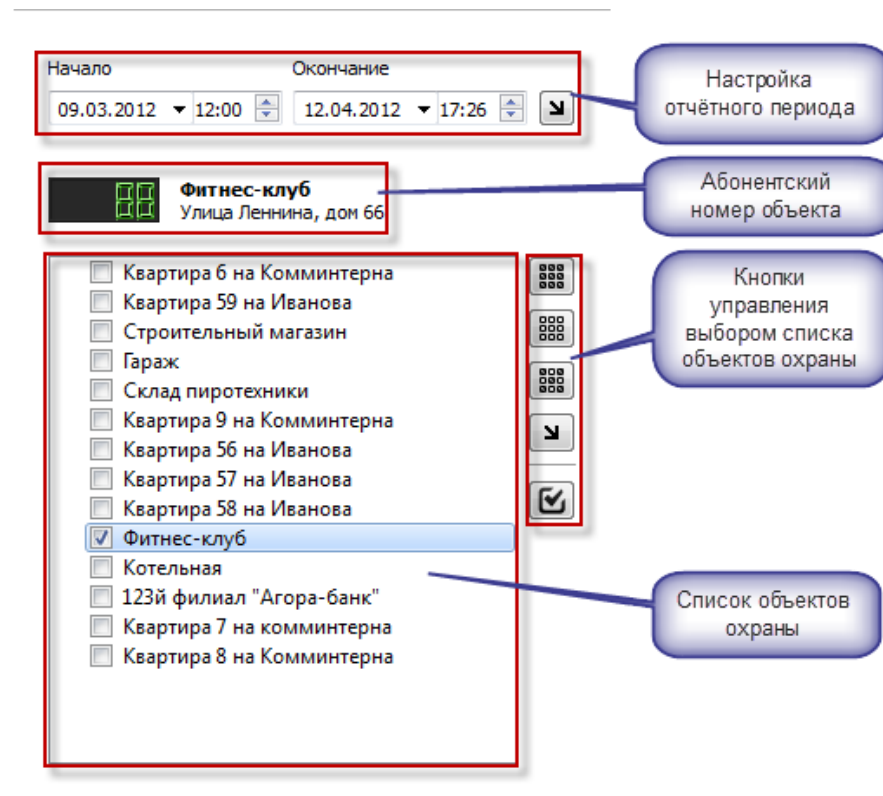 Начало Окончание
09.03.2012 12:00 12.04.2012 17:26
Настройка
отчётного периода
Фитнес-клуб
Улица Леннина, дом 66
Абонентский
номер объекта
Квартира 6 на Комминтерна
Квартира 59 на Иванова
Строительный магазин
Гараж
Склад пиротехники
Квартира 9 на Комминтерна
Квартира 56 на Иванова
Квартира 57 на Иванова
Квартира 58 на Иванова
Фитнес-клуб
Котельная
123й филиал "Агора-банк"
Квартира 7 на комминтерна
Квартира 8 на Комминтерна
Кнопки
управления
выбором списка
объектов охраны
Список объектов
охраны